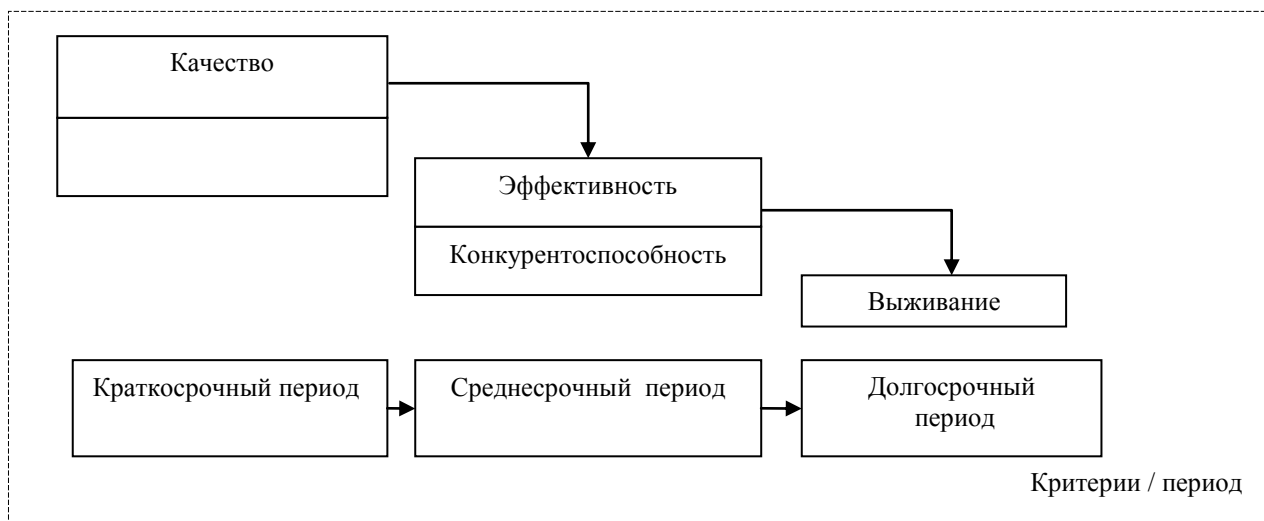 Качество
Эффективность
Конкурентоспособность
Выживание
Краткосрочный период
Среднесрочный период
Долгосрочный
период
Критерии / период